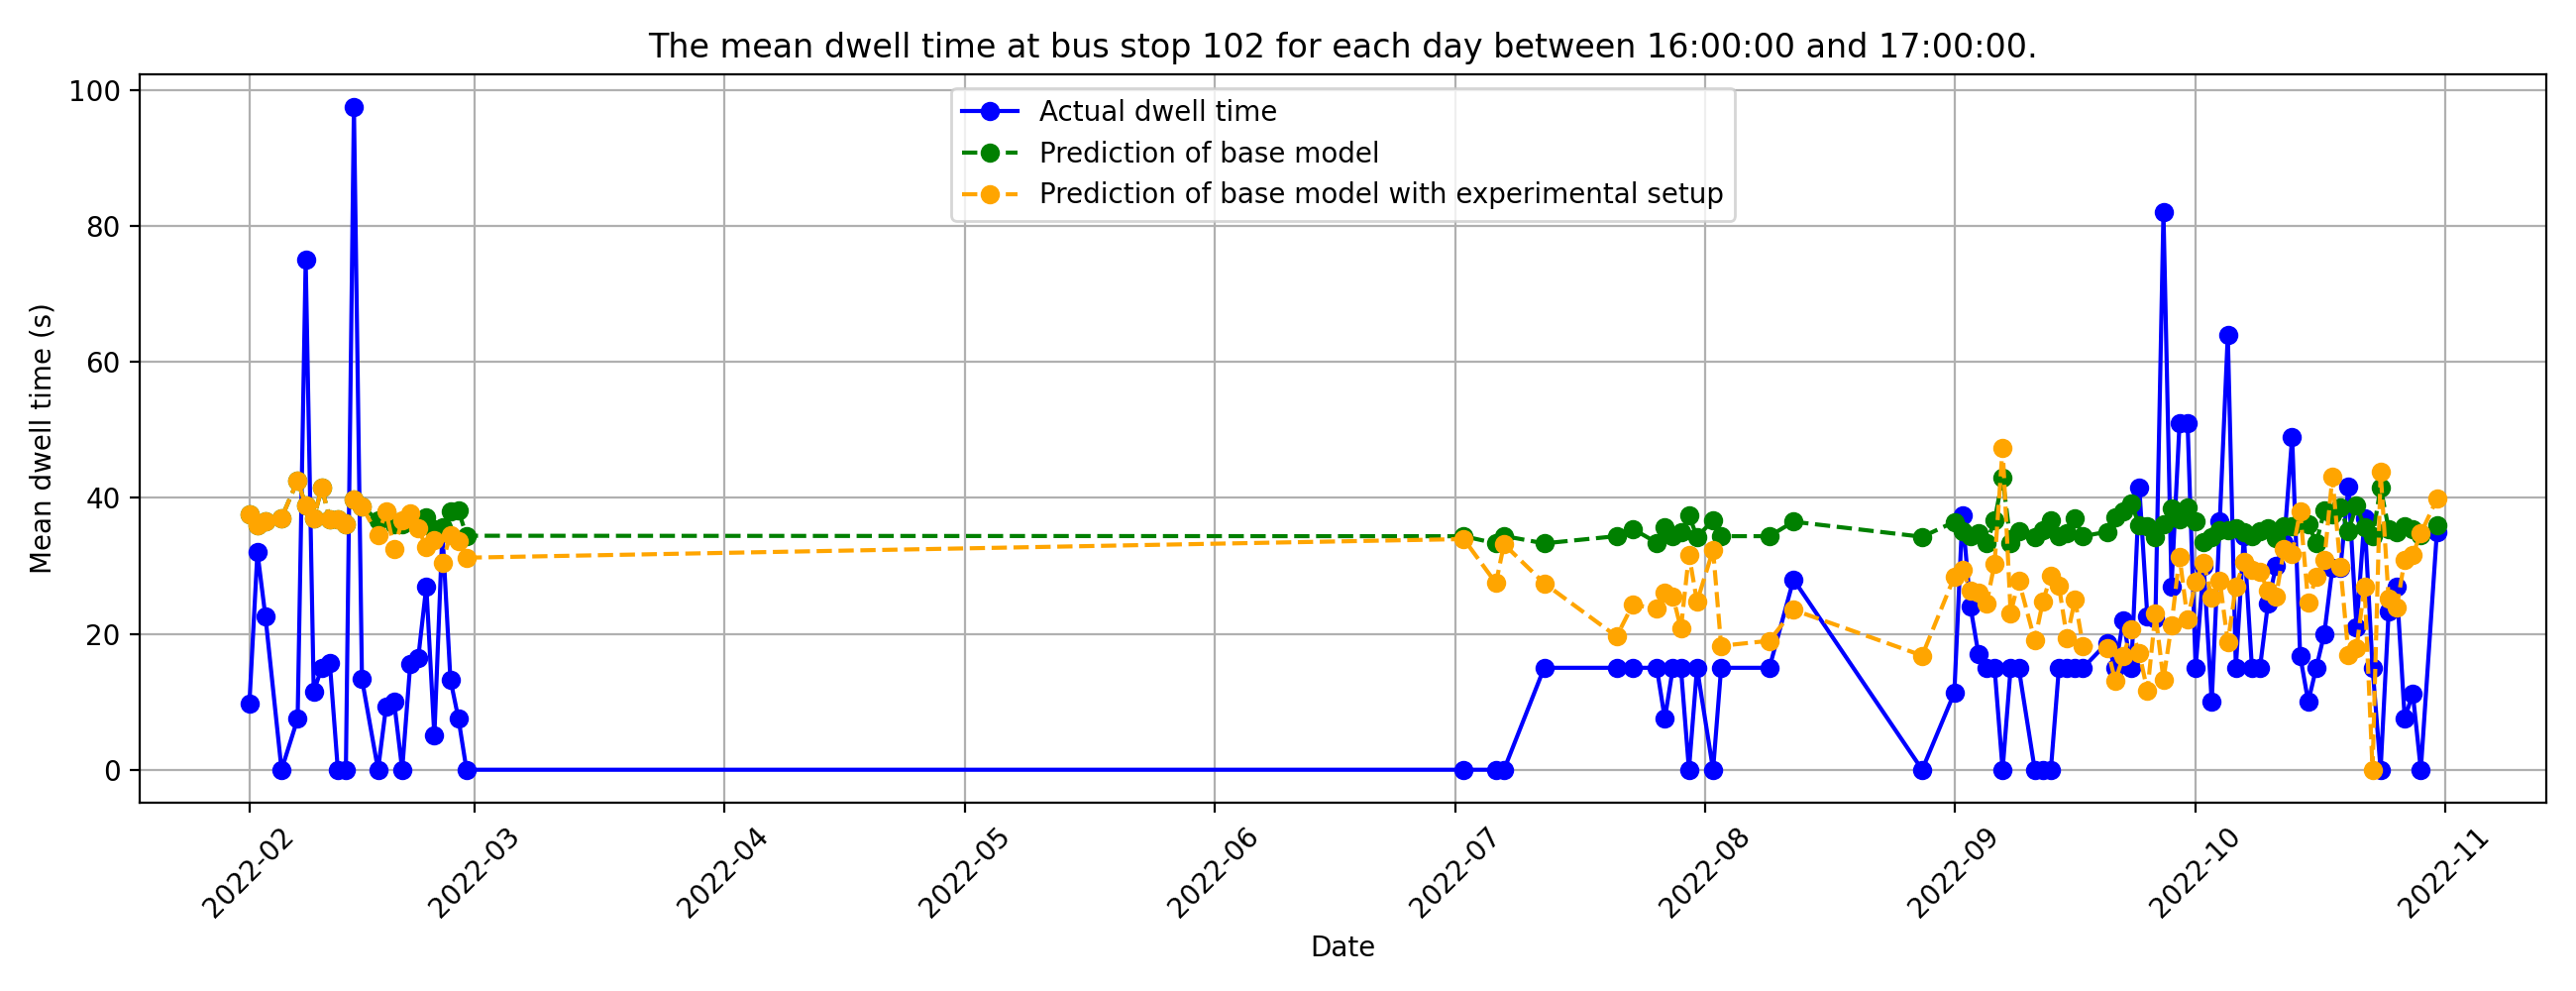 The mean dwell time at bus stop 102 for each day between 16:00:00 and 17:00:00.
Actual dwell time
Prediction of base model
Prediction of base model with experimental setup
Mean dwell time (s)
100
80
60
40
20
0
2022-02
2022-03
2022-04
2022-05
2022-06
2022-07
2022-08
2022-09
2022-10
2022-11
Date